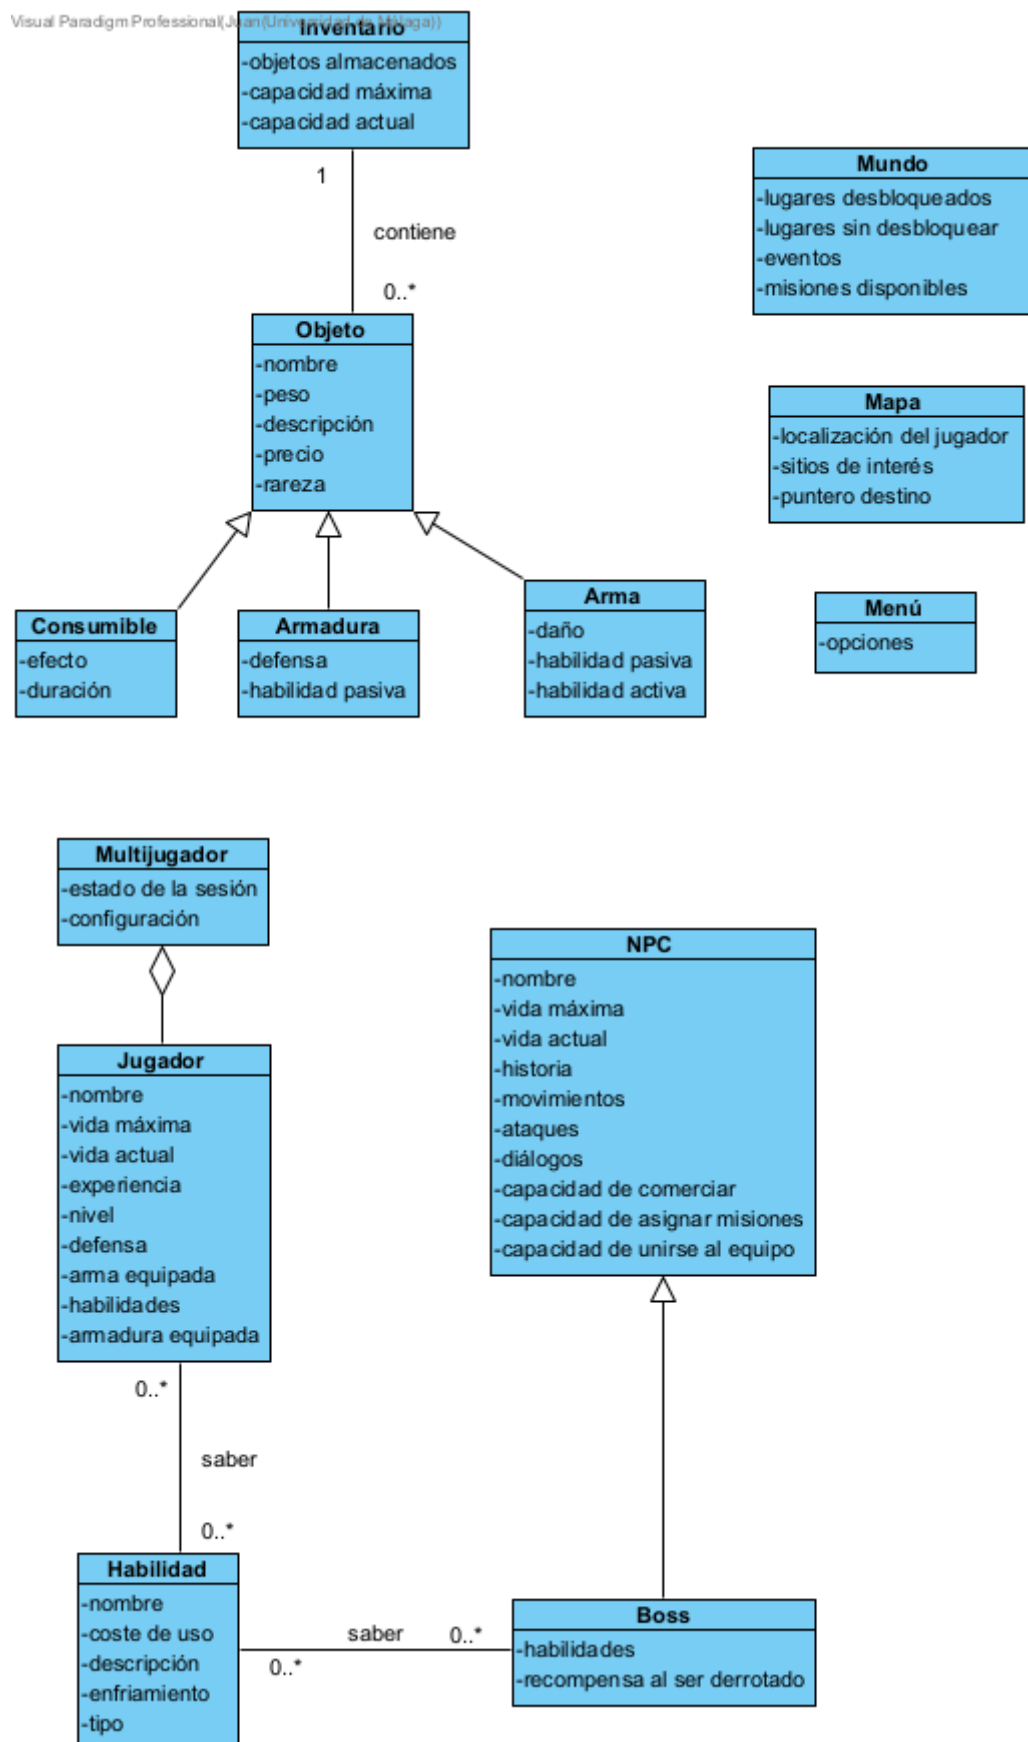 Visual Paradigm Professional(Juan(Universidad de Málaga))
Inventario
-objetos almacenados
-capacidad máxima
-capacidad actual
1
contiene
0..*
Mundo
-lugares desbloqueados
-lugares sin desbloquear
-eventos
-misiones disponibles
Objeto
-nombre
-peso
-descripción
-precio
-rareza
Mapa
-localización del jugador
-sitios de interés
-puntero destino
Consumible
-efecto
-duración
Armadura
-defensa
-habilidad pasiva
Arma
-daño
-habilidad pasiva
-habilidad activa
Menú
-opciones
Multijugador
-estado de la sesión
-configuración
Jugador
-nombre
-vida máxima
-vida actual
-experiencia
-nivel
-defensa
-arma equipada
-habilidades
-armadura equipada
NPC
-nombre
-vida máxima
-vida actual
-historia
-movimientos
-ataques
-diálogos
-capacidad de comerciar
-capacidad de asignar misiones
-capacidad de unirse al equipo
0..*
saber
0..*
Habilidad
-nombre
-coste de uso
-descripción
-enfriamiento
-tipo
saber
0..*
0..*
Boss
-habilidades
-recompensa al ser derrotado